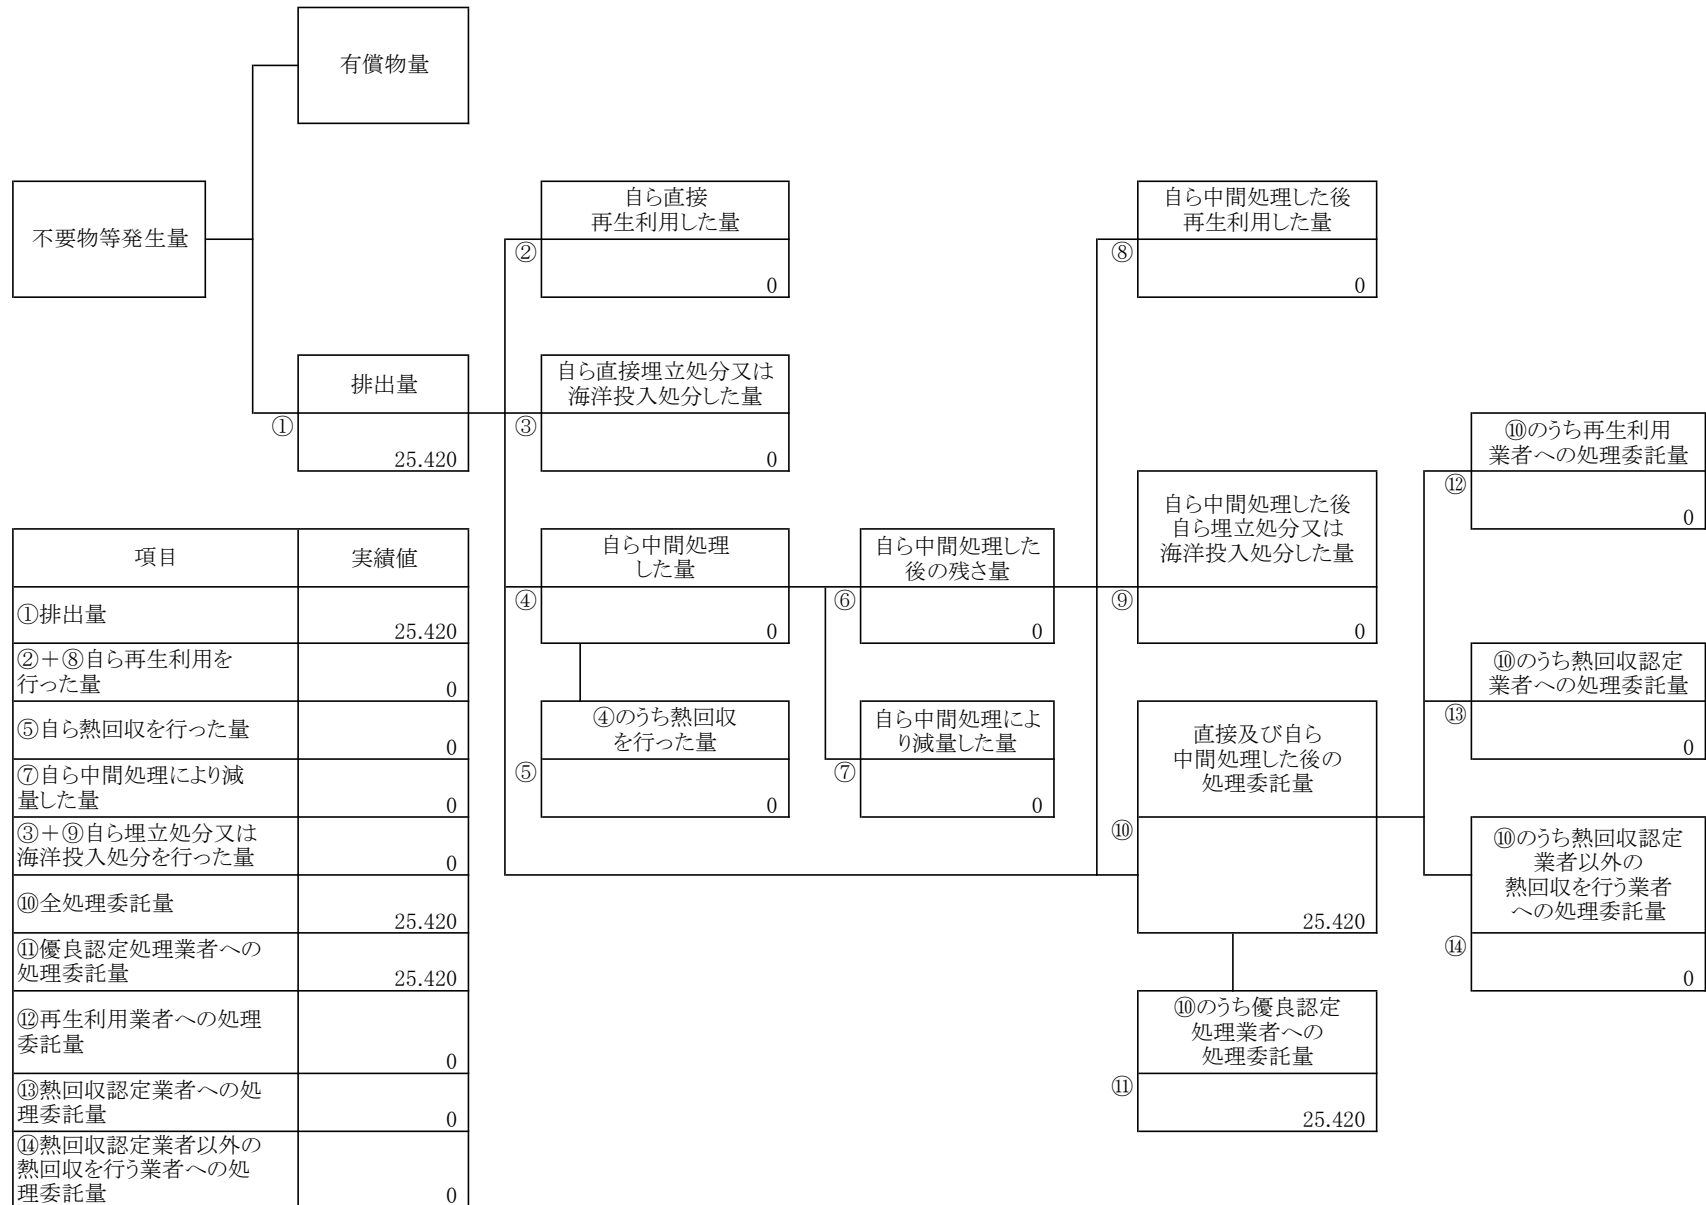 有償物量
不要物等発生量
自ら直接
再生利用した量
②
0
自ら中間処理した後
再生利用した量
⑧
0
排出量
①
25.420
自ら直接埋立処分又は
海洋投入処分した量
③
0
⑩のうち再生利用
業者への処理委託量
⑫
0
自ら中間処理
した量
④
0
自ら中間処理した
後の残さ量
⑥
0
自ら中間処理した後
自ら埋立処分又は
海洋投入処分した量
⑨
0
④のうち熱回収
を行った量
⑤
0
自ら中間処理によ
り減量した量
⑦
0
直接及び自ら
中間処理した後の
処理委託量
⑩
25.420
⑩のうち熱回収認定
業者への処理委託量
⑬
0
⑩のうち熱回収認定
業者以外の
熱回収を行う業者
への処理委託量
⑭
0
⑩のうち優良認定
処理業者への
処理委託量
⑪
25.420
項目 実績値
①排出量
25.420
②＋⑧自ら再生利用を
行った量 0
⑤自ら熱回収を行った量
0
⑦自ら中間処理により減
量した量 0
③＋⑨自ら埋立処分又は
海洋投入処分を行った量 0
⑩全処理委託量
25.420
⑪優良認定処理業者への
処理委託量 25.420
⑫再生利用業者への処理
委託量
0
⑬熱回収認定業者への処
理委託量 0
⑭熱回収認定業者以外の
熱回収を行う業者への処
理委託量 0